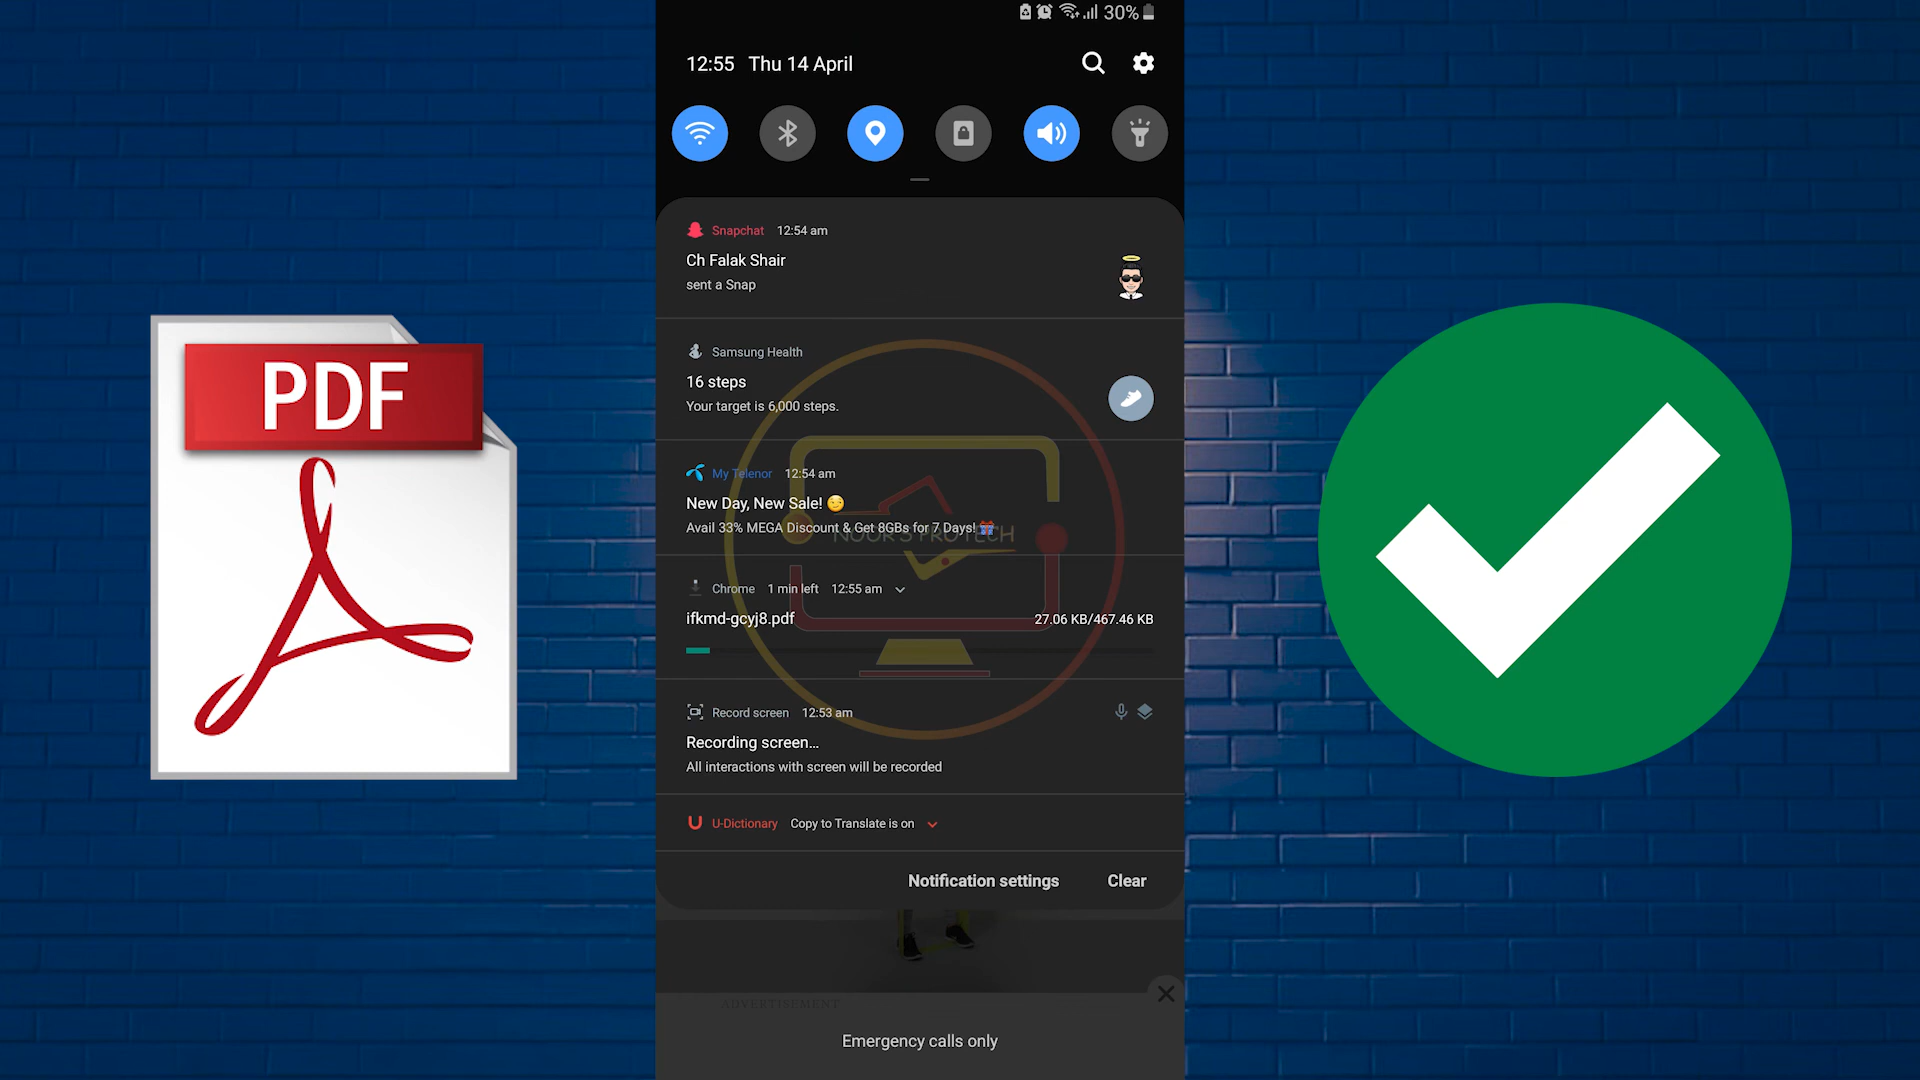 30%
12:55 Thu 14 April
Snapchat 12:54 am
Ch Falak Shair
sent a Snap
Samsung Health
16 steps
Your target is 6,000 steps.
PDF
My Telenor 12:54 am
New Day, New Sale! 😏
Avail 33% MEGA Discount & Get 8GBs for 7 Days! 🎁
NOOR'S PRO TECH
Chrome 1 min left 12:55 am
ifkmd-gcyj8.pdf 27.06 KB/467.46 KB
Record screen 12:53 am
Recording screen...
All interactions with screen will be recorded
U-Dictionary Copy to Translate is on
Notification settings Clear
ADVERTISEMENT
Emergency calls only